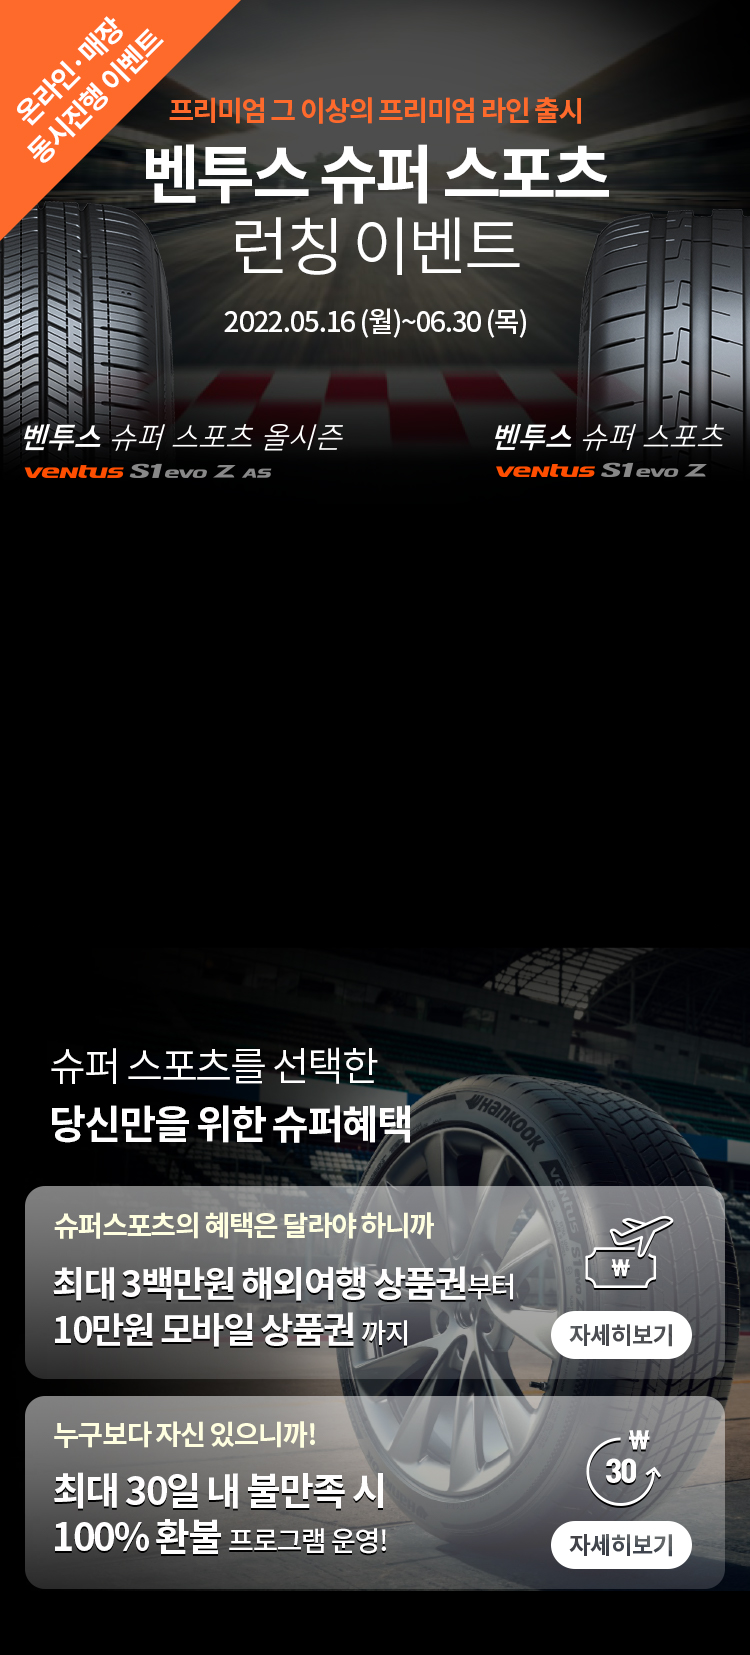 온라인·매장
동시진행 이벤트
프리미엄 그 이상의 프리미엄 라인 출시
벤투스 슈퍼 스포츠
런칭 이벤트
2022.05.16 (월)~06.30 (목)
벤투스 슈퍼 스포츠 올시즌
ventus S1 evo Z AS
벤투스 슈퍼 스포츠
ventus S1 evo Z
슈퍼 스포츠를 선택한
당신만을 위한 슈퍼혜택
Hankook
VENTUS
슈퍼스포츠의 혜택은 달라야 하니까
최대 3백만원 해외여행 상품권부터
10만원 모바일 상품권 까지
₩
자세히보기
누구보다 자신 있으니까!
최대 30일 내 불만족 시
100% 환불 프로그램 운영!
₩
30
자세히보기